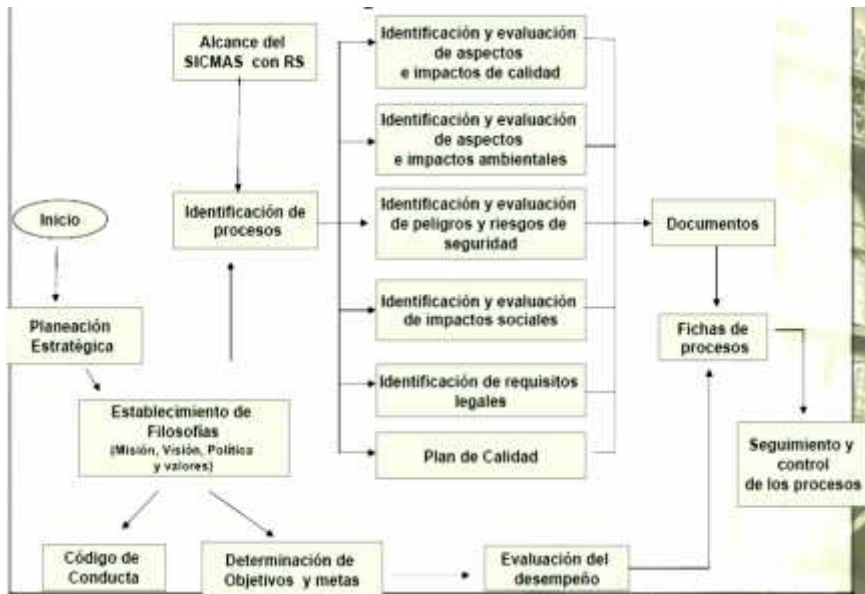 Alcance del
SICMAS con RS
Identificación y evaluación
de aspectos
e impactos de calidad
Identificación y evaluación
de aspectos
e impactos ambientales
Inicio
Identificación de
procesos
Identificación y evaluación
de peligros y riesgos de
seguridad
Documentos
Planeación
Estratégica
Identificación y evaluación
de impactos sociales
Fichas de
procesos
Establecimiento de
Filosofías
(Misión, Visión, Política
y valores)
Identificación de requisitos
legales
Plan de Calidad
Seguimiento y
control
de los procesos
Código de
Conducta
Determinación de
Objetivos y metas
Evaluación del
desempeño